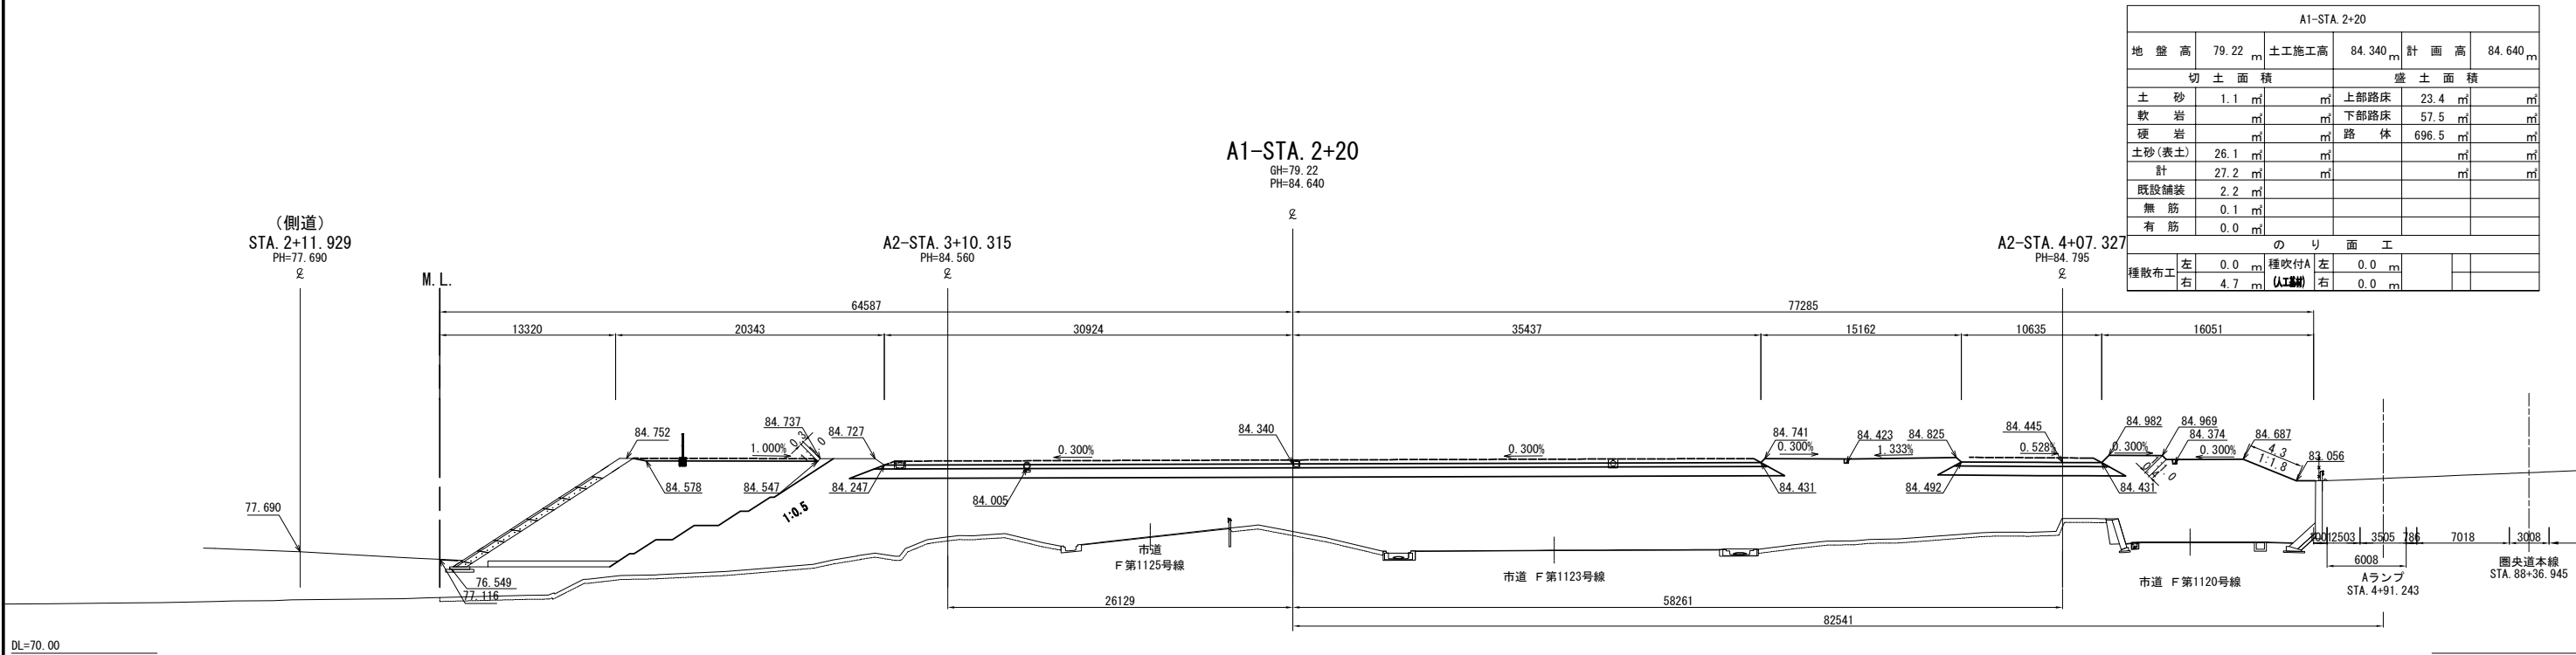 A1-STA. 2+20
地盤高 79.22 m 土工施工高 84.340 m 計画高 84.640 m
切土面積 盛土面積
土砂 1.1 ㎡ ㎡ 上部路床 23.4 ㎡ ㎡
軟岩 ㎡ ㎡ 下部路床 57.5 ㎡ ㎡
硬岩 ㎡ ㎡ 路体 696.5 ㎡ ㎡
土砂(表土) 26.1 ㎡ ㎡ ㎡ ㎡
計 27.2 ㎡ ㎡ ㎡ ㎡
既設舗装 2.2 ㎡
無筋 0.1 ㎡
有筋 0.0 ㎡
のり面工
種散布工 左 0.0 m 種吹付A 左 0.0 m
右 4.7 m (人工基材) 右 0.0 m
A1-STA. 2+20
GH=79.22
PH=84.640
℄
(側道)
STA. 2+11.929
PH=77.690
℄
M.L.
A2-STA. 3+10.315
PH=84.560
℄
A2-STA. 4+07.327
PH=84.795
℄
64587 77285
13320 20343 30924 35437 15162 10635 16051
84.752
84.737
84.727
1.000%
84.578
84.547
84.247
1:0.5
0.300%
84.005
84.340
0.300%
84.741
0.300%
84.431
84.423
1.333%
84.825
84.492
84.445
0.528%
84.982
0.300%
84.431
84.969
84.374
0.300%
84.687
4.3
1:1.8
83.056
77.690
76.549
77.116
市道
F第1125号線
市道 F第1123号線
市道 F第1120号線
2503 3505 786 7018 3008
6008
Aランプ
STA. 4+91.243
圏央道本線
STA. 88+36.945
26129 58261
82541
DL=70.00